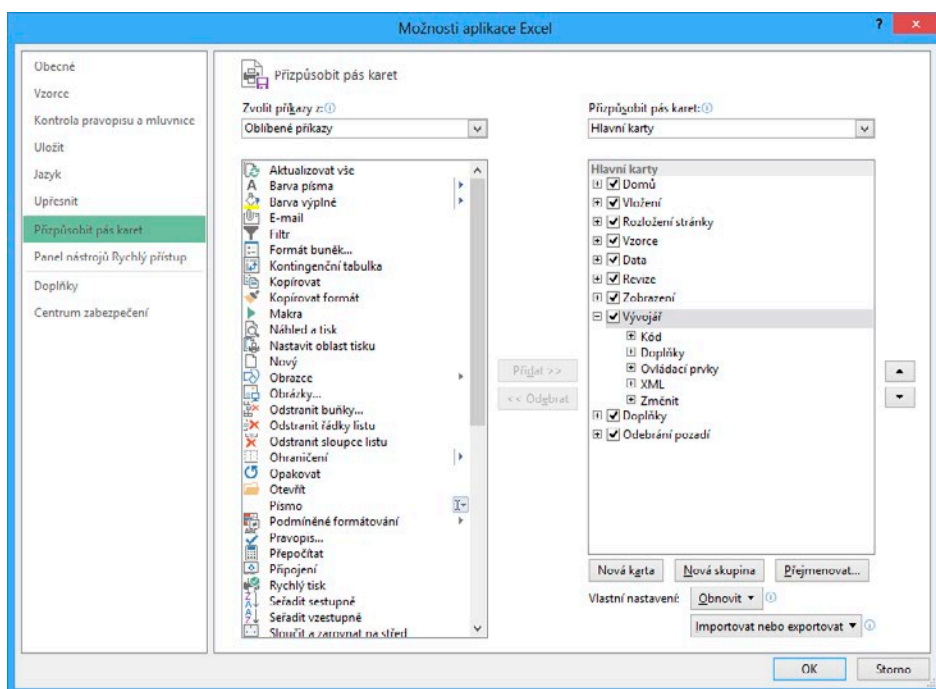 Možnosti aplikace Excel
?
Obecné
Vzorce
Kontrola pravopisu a mluvnice
Uložit
Jazyk
Upřesnit
Přizpůsobit pás karet
Panel nástrojů Rychlý přístup
Doplňky
Centrum zabezpečení
Přizpůsobit pás karet
Zvolit příkazy z:
Oblíbené příkazy
Aktualizovat vše
Barva písma
Barva výplně
E-mail
Filtr
Formát buněk...
Kontingenční tabulka
Kopírovat
Kopírovat formát
Makra
Náhled a tisk
Nastavit oblast tisku
Nový
Obrazce
Obrázky...
Odstranit buňky...
Odstranit řádky listu
Odstranit sloupce listu
Ohraničení
Opakovat
Otevřít
Písmo
Podmíněné formátování
Pravopis...
Přepočítat
Připojení
Rychlý tisk
Seřadit sestupně
Seřadit vzestupně
Sloučit a zarovnat na střed
Přidat >>
<< Odebrat
Přizpůsobit pás karet:
Hlavní karty
Hlavní karty
Domů
Vložení
Rozložení stránky
Vzorce
Data
Revize
Zobrazení
Vývojář
Kód
Doplňky
Ovládací prvky
XML
Změnit
Doplňky
Odebrání pozadí
Nová karta
Nová skupina
Přejmenovat...
Vlastní nastavení:
Obnovit
Importovat nebo exportovat
OK
Storno